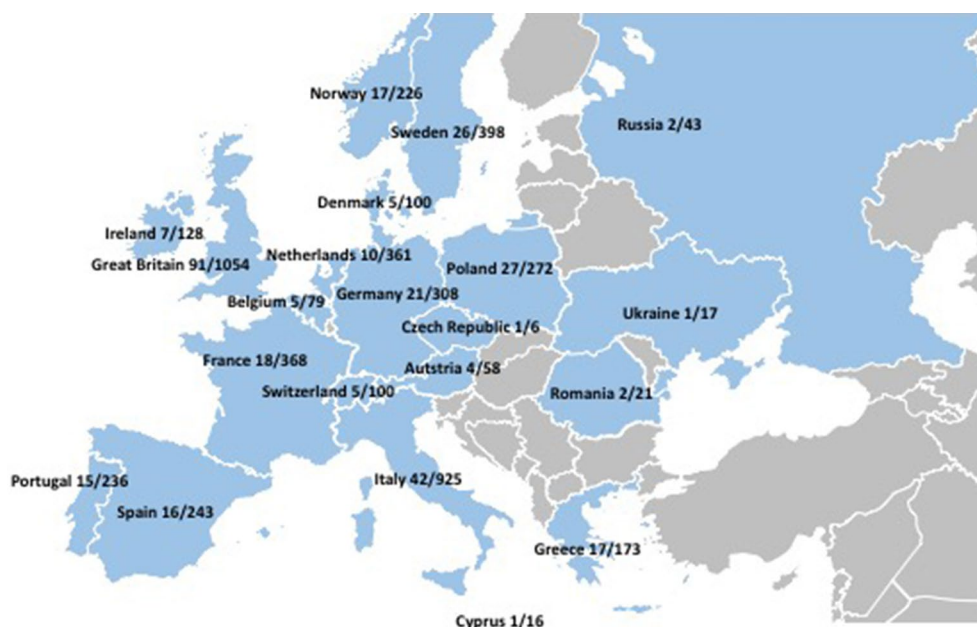 Norway 17/226
Sweden 26/398
Russia 2/43
Denmark 5/100
Ireland 7/128
Great Britain 91/1054
Netherlands 10/361
Poland 27/272
Belgium 5/79
Germany 21/308
Ukraine 1/17
Czech Republic 1/6
France 18/368
Autstria 4/58
Switzerland 5/100
Romania 2/21
Portugal 15/236
Italy 42/925
Spain 16/243
Greece 17/173
Cyprus 1/16